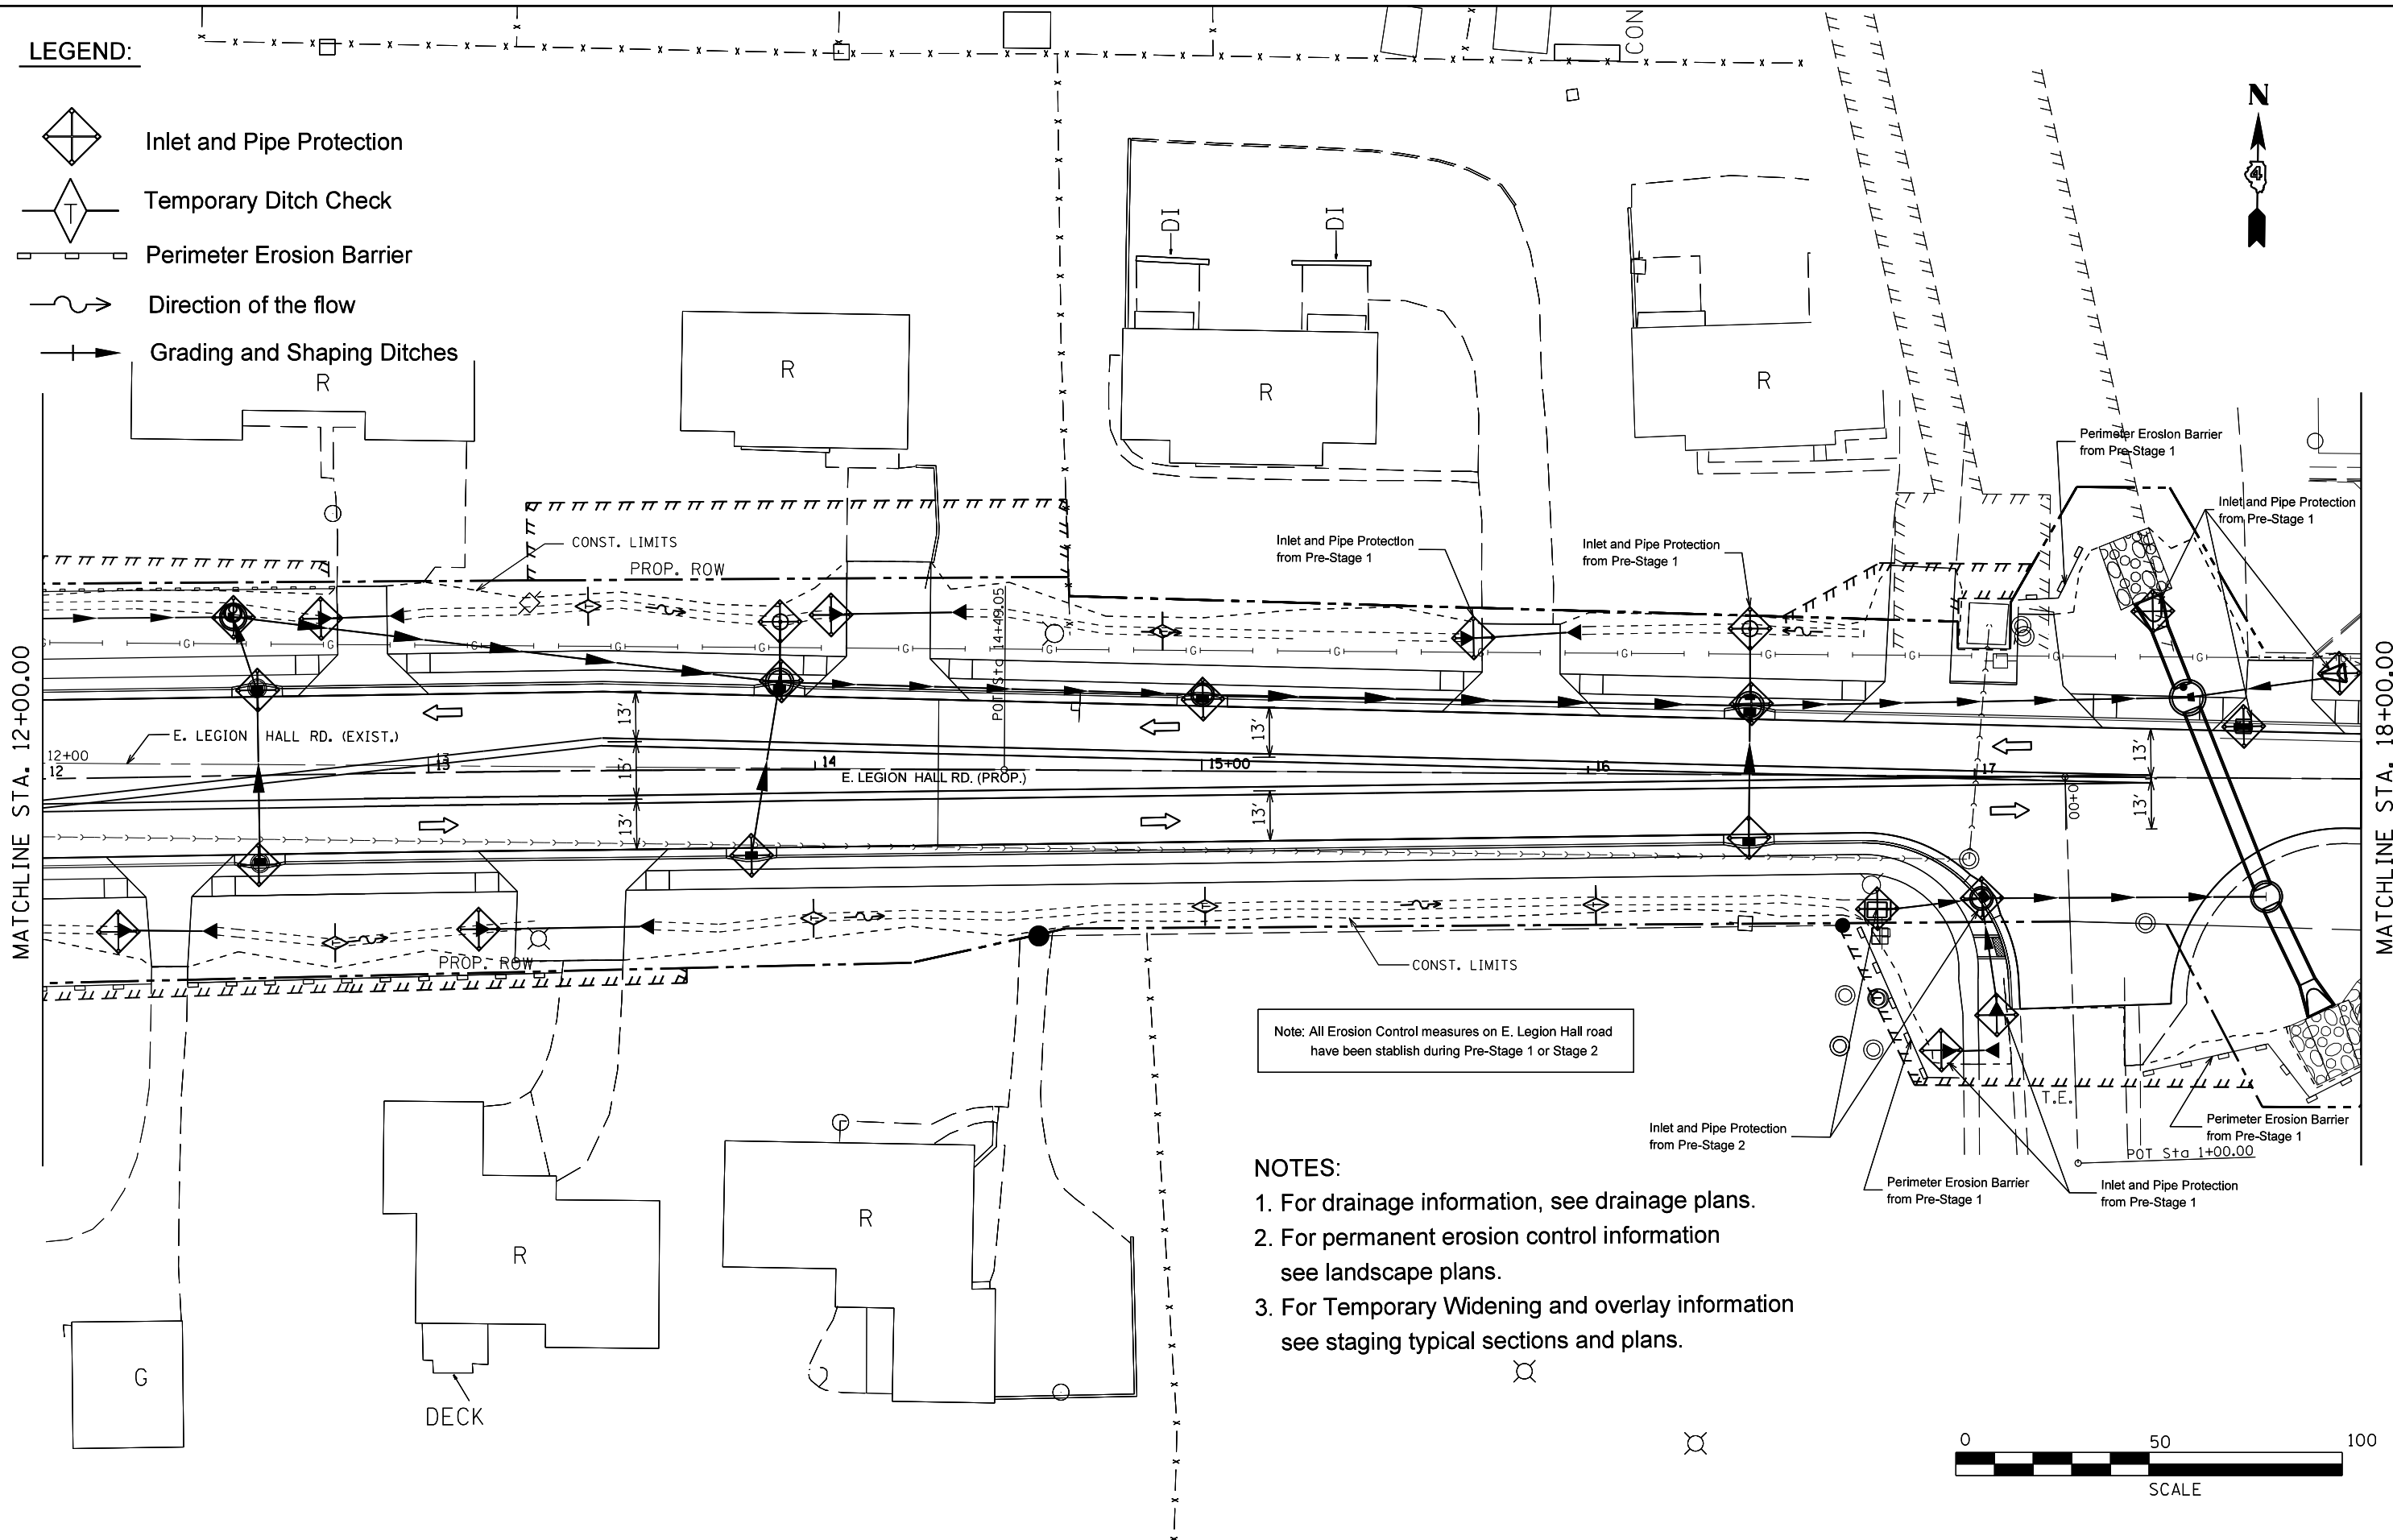 LEGEND:
Inlet and Pipe Protection
Temporary Ditch Check
T
Perimeter Erosion Barrier
Direction of the flow
Grading and Shaping Ditches
CON
N
4
DI
DI
R
R
R
R
Perimeter Erosion Barrier
from Pre-Stage 1
Inlet and Pipe Protection
from Pre-Stage 1
CONST. LIMITS
PROP. ROW
Inlet and Pipe Protection
from Pre-Stage 1
Inlet and Pipe Protection
from Pre-Stage 1
POT Sta 14+49.05
MATCHLINE STA. 12+00.00
MATCHLINE STA. 18+00.00
E. LEGION HALL RD. (EXIST.)
12+00
12
13
14
15+00
16
17
E. LEGION HALL RD. (PROP.)
13'
15'
13'
13'
13'
13'
13'
00+0
PROP. ROW
CONST. LIMITS
Note: All Erosion Control measures on E. Legion Hall road
have been stablish during Pre-Stage 1 or Stage 2
T.E.
Inlet and Pipe Protection
from Pre-Stage 2
Perimeter Erosion Barrier
from Pre-Stage 1
POT Sta 1+00.00
Perimeter Erosion Barrier
from Pre-Stage 1
Inlet and Pipe Protection
from Pre-Stage 1
NOTES:
1. For drainage information, see drainage plans.
2. For permanent erosion control information
see landscape plans.
3. For Temporary Widening and overlay information
see staging typical sections and plans.
R
R
G
DECK
0 50 100
SCALE